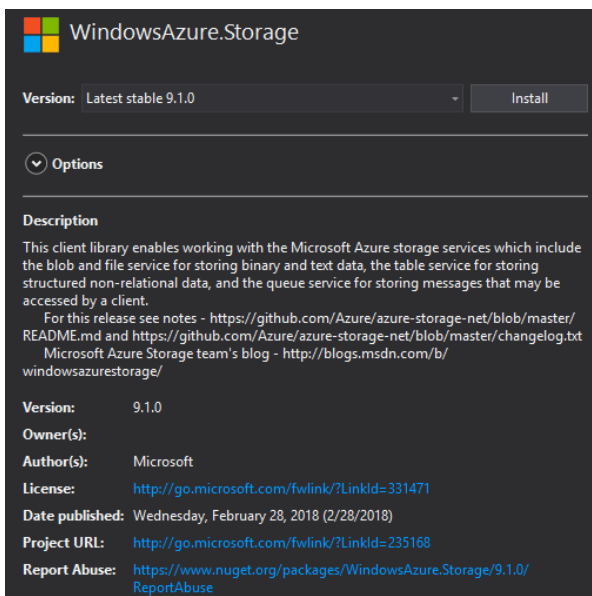 WindowsAzure.Storage
Version: Latest stable 9.1.0 Install
Options
Description
This client library enables working with the Microsoft Azure storage services which include
the blob and file service for storing binary and text data, the table service for storing
structured non-relational data, and the queue service for storing messages that may be
accessed by a client.
For this release see notes - https://github.com/Azure/azure-storage-net/blob/master/
README.md and https://github.com/Azure/azure-storage-net/blob/master/changelog.txt
Microsoft Azure Storage team's blog - http://blogs.msdn.com/b/
windowsazurestorage/
Version: 9.1.0
Owner(s):
Author(s): Microsoft
License: http://go.microsoft.com/fwlink/?LinkId=331471
Date published: Wednesday, February 28, 2018 (2/28/2018)
Project URL: http://go.microsoft.com/fwlink/?LinkId=235168
Report Abuse: https://www.nuget.org/packages/WindowsAzure.Storage/9.1.0/
ReportAbuse